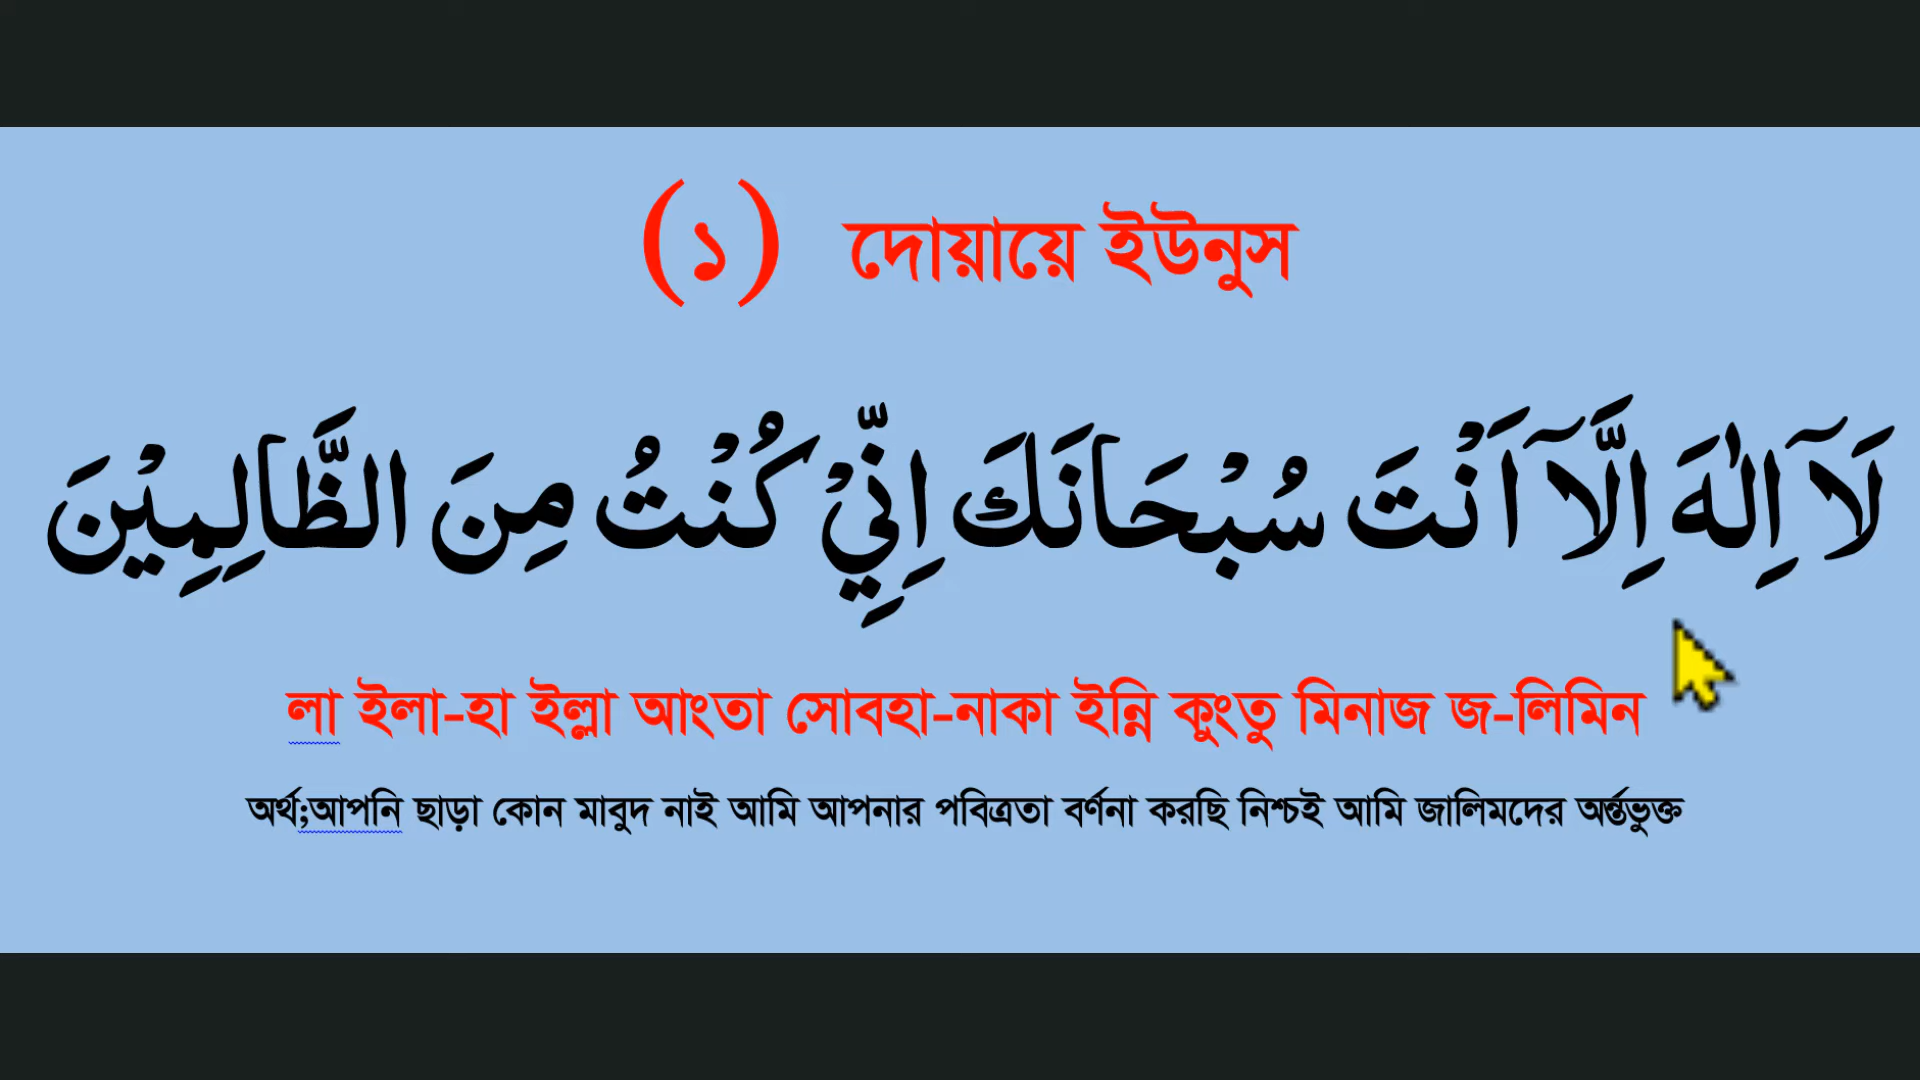 (১) দোয়ায়ে ইউনুস
لَآ اِلٰهَ اِلَّآ اَنْتَ سُبْحَانَكَ اِنِّيْ كُنْتُ مِنَ الظَّالِمِيْنَ
লা ইলা-হা ইল্লা আংতা সোবহা-নাকা ইন্নি কুংতু মিনাজ জ-লিমিন
অর্থ;আপনি ছাড়া কোন মাবুদ নাই আমি আপনার পবিত্রতা বর্ণনা করছি নিশ্চই আমি জালিমদের অর্ন্তভুক্ত